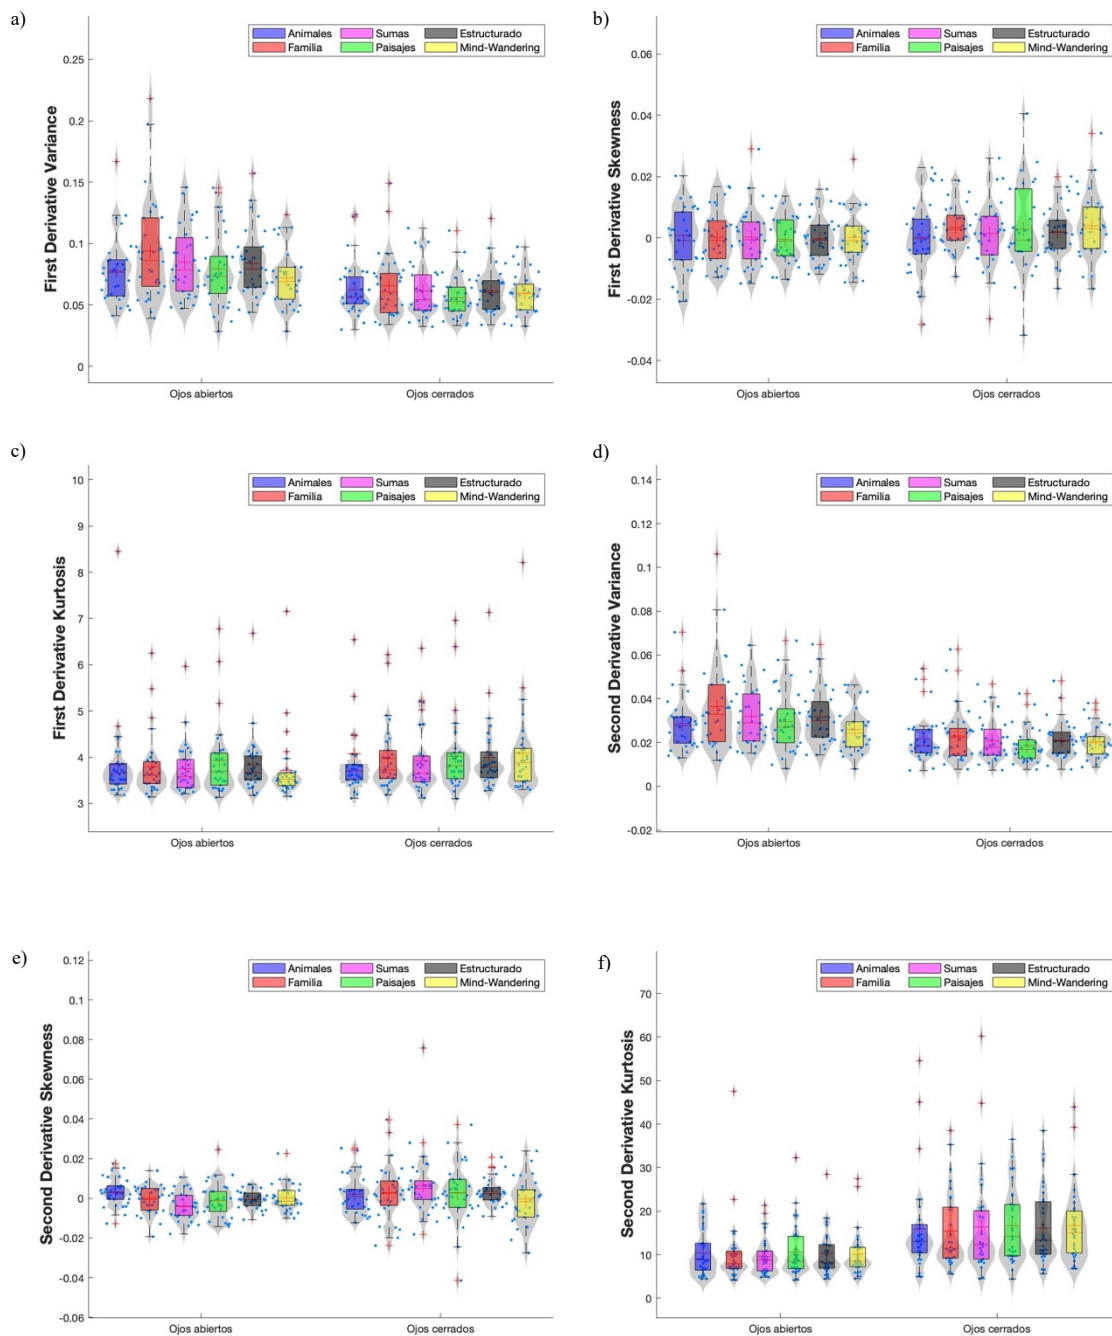 a)
Animales Sumas Estructurado
Familia Paisajes Mind-Wandering
First Derivative Variance
0.25
0.2
0.15
0.1
0.05
0
Ojos abiertos Ojos cerrados
b)
Animales Sumas Estructurado
Familia Paisajes Mind-Wandering
First Derivative Skewness
0.06
0.04
0.02
0
-0.02
-0.04
Ojos abiertos Ojos cerrados
c)
Animales Sumas Estructurado
Familia Paisajes Mind-Wandering
First Derivative Kurtosis
10
9
8
7
6
5
4
3
Ojos abiertos Ojos cerrados
d)
Animales Sumas Estructurado
Familia Paisajes Mind-Wandering
Second Derivative Variance
0.14
0.12
0.1
0.08
0.06
0.04
0.02
0
-0.02
Ojos abiertos Ojos cerrados
e)
Animales Sumas Estructurado
Familia Paisajes Mind-Wandering
Second Derivative Skewness
0.12
0.1
0.08
0.06
0.04
0.02
0
-0.02
-0.04
-0.06
Ojos abiertos Ojos cerrados
f)
Animales Sumas Estructurado
Familia Paisajes Mind-Wandering
Second Derivative Kurtosis
70
60
50
40
30
20
10
0
Ojos abiertos Ojos cerrados